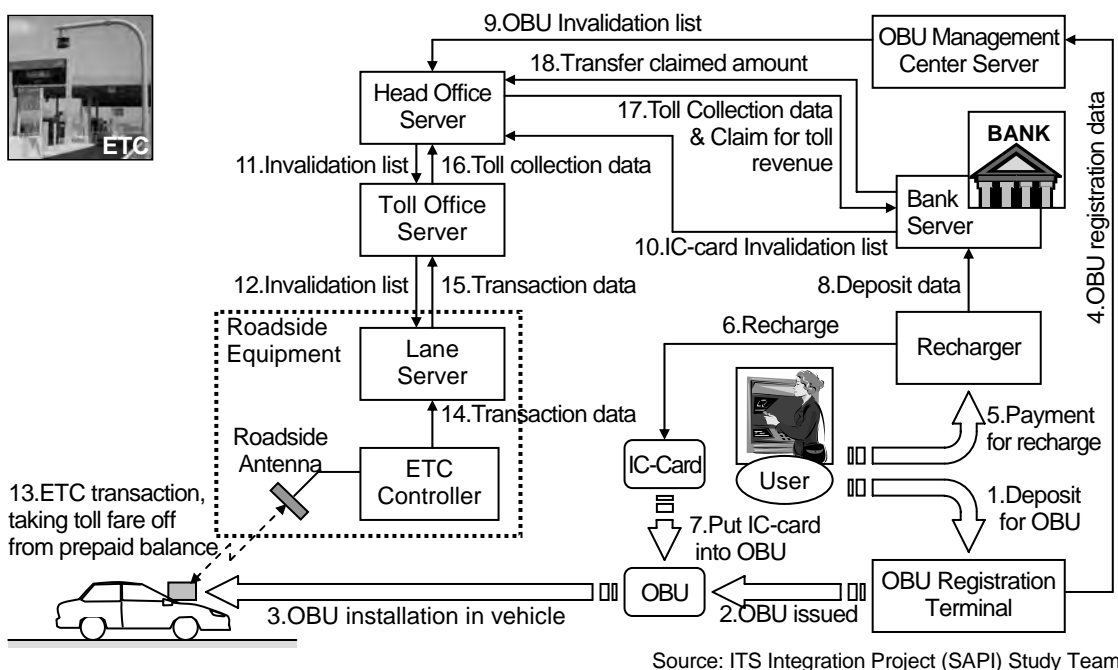 9.OBU Invalidation list
OBU Management
Center Server
18.Transfer claimed amount
Head Office
Server
17.Toll Collection data
& Claim for toll
revenue
BANK
ETC
11.Invalidation list
16.Toll collection data
Toll Office
Server
Bank
Server
10.IC-card Invalidation list
4.OBU registration data
12.Invalidation list
15.Transaction data
8.Deposit data
Roadside
Equipment
Lane
Server
6.Recharge
Recharger
14.Transaction data
Roadside
Antenna
ETC
Controller
IC-Card
User
5.Payment
for recharge
13.ETC transaction,
taking toll fare off
from prepaid balance
7.Put IC-card
into OBU
1.Deposit
for OBU
OBU
OBU Registration
Terminal
3.OBU installation in vehicle
2.OBU issued
Source: ITS Integration Project (SAPI) Study Team